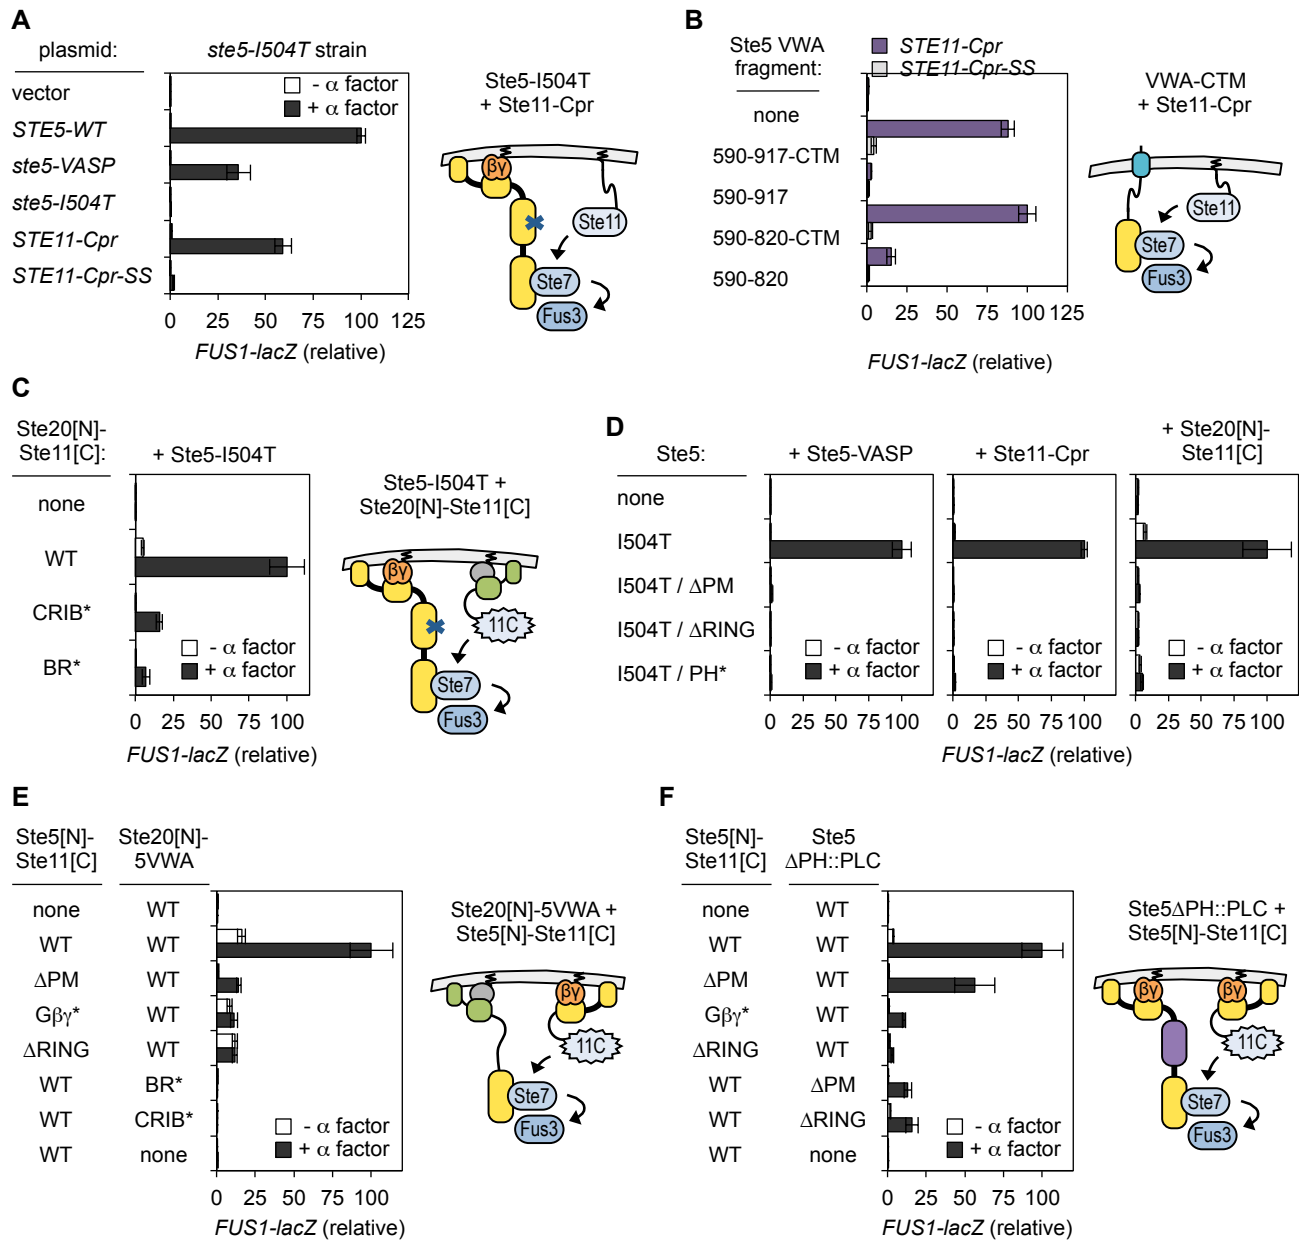 A
plasmid:
ste5-I504T strain
- α factor
+ α factor
vector
STE5-WT
ste5-VASP
ste5-I504T
STE11-Cpr
STE11-Cpr-SS
0 25 50 75 100 125
FUS1-lacZ (relative)
Ste5-I504T
+ Ste11-Cpr
βγ
Ste11
Ste7
Fus3
B
Ste5 VWA
fragment:
STE11-Cpr
STE11-Cpr-SS
none
590-917-CTM
590-917
590-820-CTM
590-820
0 25 50 75 100 125
FUS1-lacZ (relative)
VWA-CTM
+ Ste11-Cpr
Ste11
Ste7
Fus3
C
Ste20[N]-
Ste11[C]:
+ Ste5-I504T
none
WT
CRIB*
BR*
- α factor
+ α factor
0 25 50 75 100
FUS1-lacZ (relative)
Ste5-I504T +
Ste20[N]-Ste11[C]
βγ
11C
Ste7
Fus3
D
Ste5:
+ Ste5-VASP
+ Ste11-Cpr
+ Ste20[N]-
Ste11[C]
none
I504T
I504T / ΔPM
I504T / ΔRING
I504T / PH*
- α factor
+ α factor
- α factor
+ α factor
- α factor
+ α factor
0 25 50 75 100
0 25 50 75 100
0 25 50 75 100
FUS1-lacZ (relative)
E
Ste5[N]-
Ste11[C]
Ste20[N]-
5VWA
none WT
WT WT
ΔPM WT
Gβγ* WT
ΔRING WT
WT BR*
WT CRIB*
WT none
- α factor
+ α factor
0 25 50 75 100
FUS1-lacZ (relative)
Ste20[N]-5VWA +
Ste5[N]-Ste11[C]
βγ
11C
Ste7
Fus3
F
Ste5[N]-
Ste11[C]
Ste5
ΔPH::PLC
none WT
WT WT
ΔPM WT
Gβγ* WT
ΔRING WT
WT ΔPM
WT ΔRING
WT none
- α factor
+ α factor
0 25 50 75 100
FUS1-lacZ (relative)
Ste5ΔPH::PLC +
Ste5[N]-Ste11[C]
βγ
βγ
11C
Ste7
Fus3